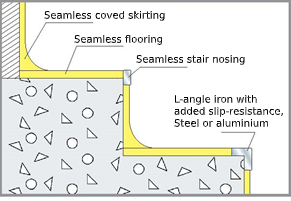 Seamless coved skirting
Seamless flooring
Seamless stair nosing
L-angle iron with
added slip-resistance,
Steel or aluminium